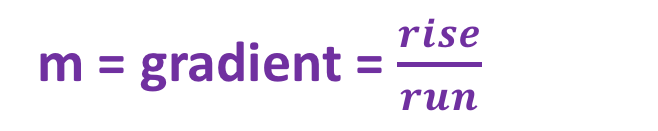 m = gradient = rise/run